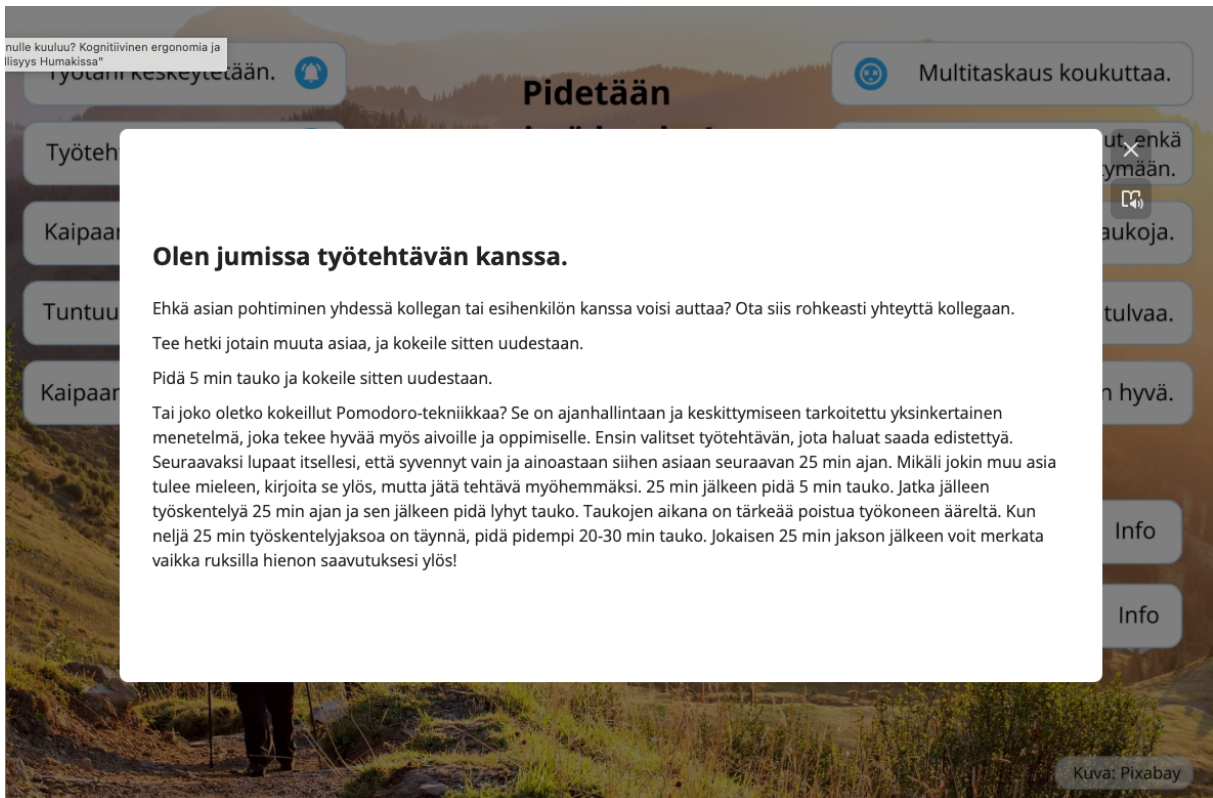 nulle kuuluu? Kognitiivinen ergonomia ja
llisyys Humakissa"
Työtäni keskeytetään.
Pidetään
Multitaskaus koukuttaa.
Työteh
ut, enkä
tymään.
Kaipaan
aukoja.
Tuntuu
tulvaa.
Kaipaan
n hyvä.
Olen jumissa työtehtävän kanssa.
Ehkä asian pohtiminen yhdessä kollegan tai esihenkilön kanssa voisi auttaa? Ota siis rohkeasti yhteyttä kollegaan.
Tee hetki jotain muuta asiaa, ja kokeile sitten uudestaan.
Pidä 5 min tauko ja kokeile sitten uudestaan.
Tai joko oletko kokeillut Pomodoro-tekniikkaa? Se on ajanhallintaan ja keskittymiseen tarkoitettu yksinkertainen
menetelmä, joka tekee hyvää myös aivoille ja oppimiselle. Ensin valitset työtehtävän, jota haluat saada edistettyä.
Seuraavaksi lupaat itsellesi, että syvennyt vain ja ainoastaan siihen asiaan seuraavan 25 min ajan. Mikäli jokin muu asia
tulee mieleen, kirjoita se ylös, mutta jätä tehtävä myöhemmäksi. 25 min jälkeen pidä 5 min tauko. Jatka jälleen
työskentelyä 25 min ajan ja sen jälkeen pidä lyhyt tauko. Taukojen aikana on tärkeää poistua työkoneen ääreltä. Kun
neljä 25 min työskentelyjaksoa on täynnä, pidä pidempi 20-30 min tauko. Jokaisen 25 min jakson jälkeen voit merkata
vaikka ruksilla hienon saavutuksesi ylös!
Info
Info
Kuva: Pixabay